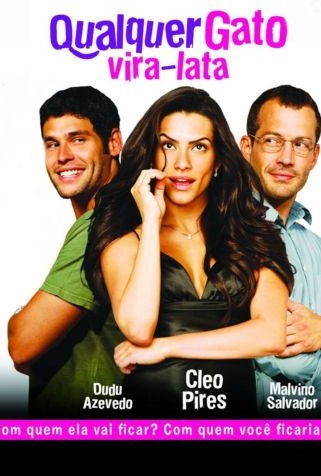 Qualquer Gato
vira-lata
Dudu
Azevedo
Cleo
Pires
Malvino
Salvador
om quem ela vai ficar? Com quem você ficaria